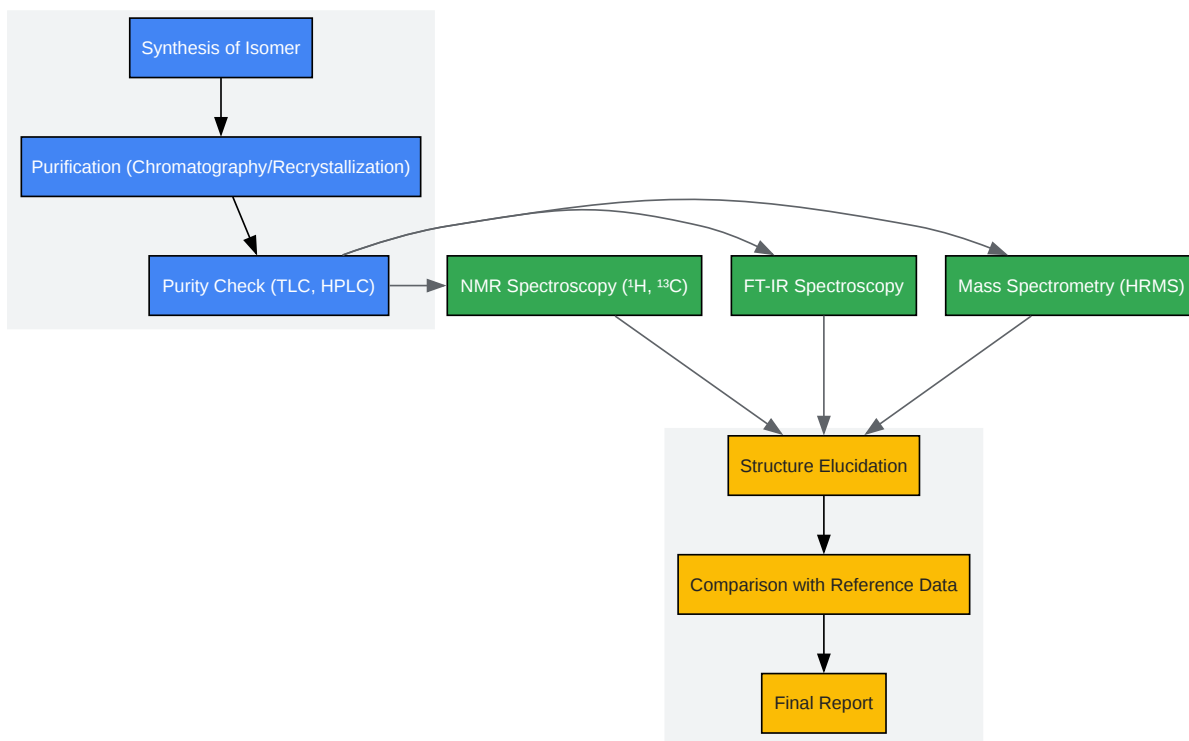 Synthesis of Isomer
Purification (Chromatography/Recrystallization)
Purity Check (TLC, HPLC)
NMR Spectroscopy (¹H, ¹³C)
FT-IR Spectroscopy
Mass Spectrometry (HRMS)
Structure Elucidation
Comparison with Reference Data
Final Report